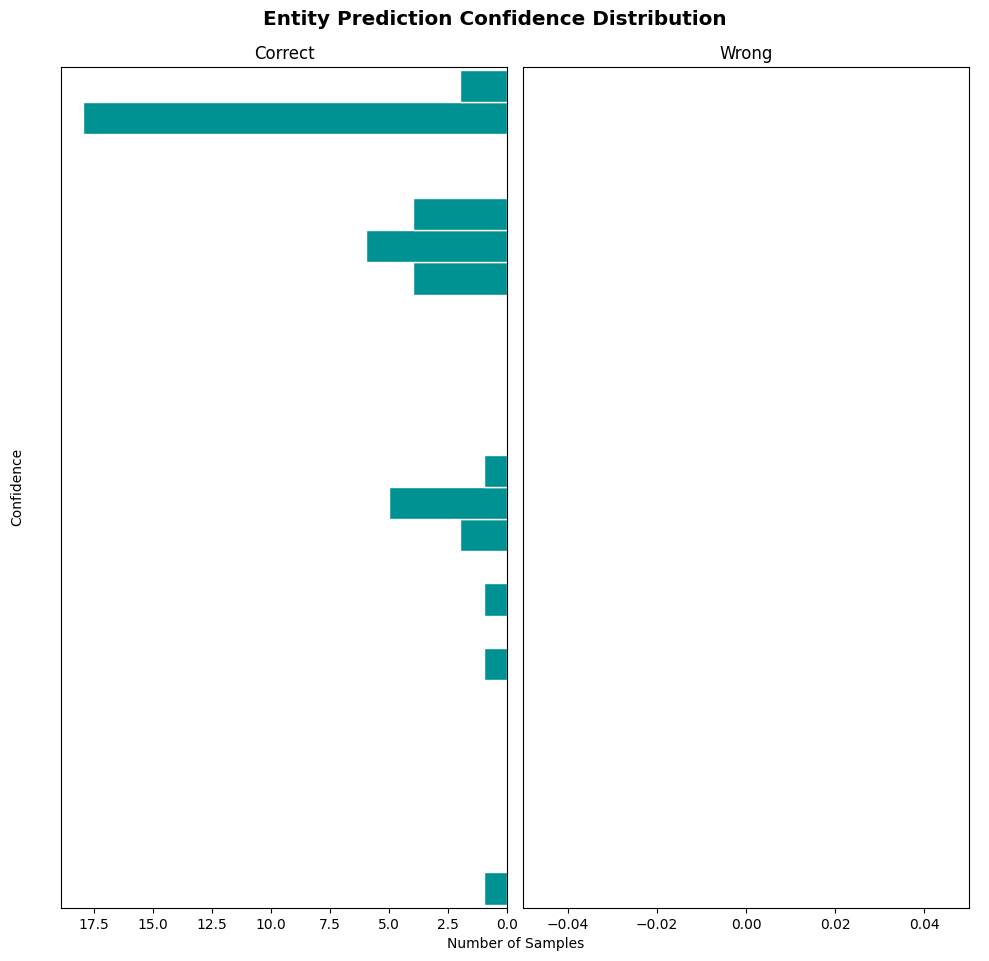 Entity Prediction Confidence Distribution
Correct
Wrong
Confidence
17.5 15.0 12.5 10.0 7.5 5.0 2.5 0.0
−0.04 −0.02 0.00 0.02 0.04
Number of Samples